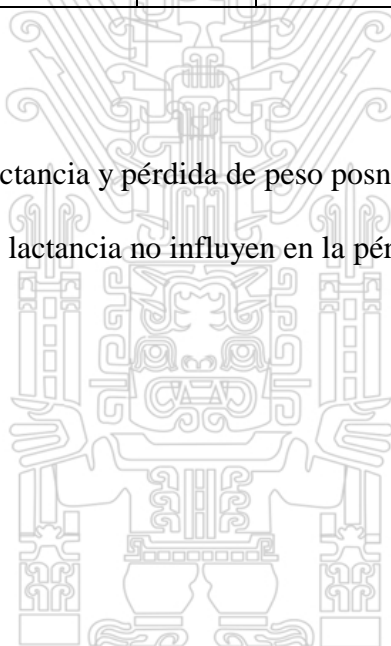 ctancia y pérdida de peso posn
lactancia no influyen en la pér